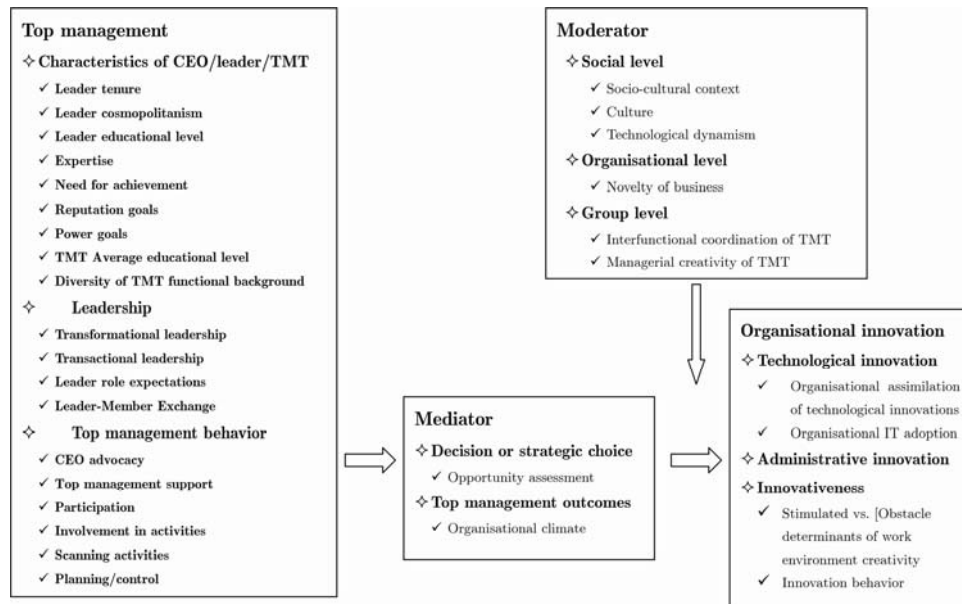 Top management
✧ Characteristics of CEO/leader/TMT
✓ Leader tenure
✓ Leader cosmopolitanism
✓ Leader educational level
✓ Expertise
✓ Need for achievement
✓ Reputation goals
✓ Power goals
✓ TMT Average educational level
✓ Diversity of TMT functional background
✧ Leadership
✓ Transformational leadership
✓ Transactional leadership
✓ Leader role expectations
✓ Leader-Member Exchange
✧ Top management behavior
✓ CEO advocacy
✓ Top management support
✓ Participation
✓ Involvement in activities
✓ Scanning activities
✓ Planning/control
Mediator
✧ Decision or strategic choice
✓ Opportunity assessment
✧ Top management outcomes
✓ Organisational climate
Moderator
✧ Social level
✓ Socio-cultural context
✓ Culture
✓ Technological dynamism
✧ Organisational level
✓ Novelty of business
✧ Group level
✓ Interfunctional coordination of TMT
✓ Managerial creativity of TMT
Organisational innovation
✧ Technological innovation
✓ Organisational assimilation
of technological innovations
✓ Organisational IT adoption
✧ Administrative innovation
✧ Innovativeness
✓ Stimulated vs. [Obstacle
determinants of work
environment creativity
✓ Innovation behavior